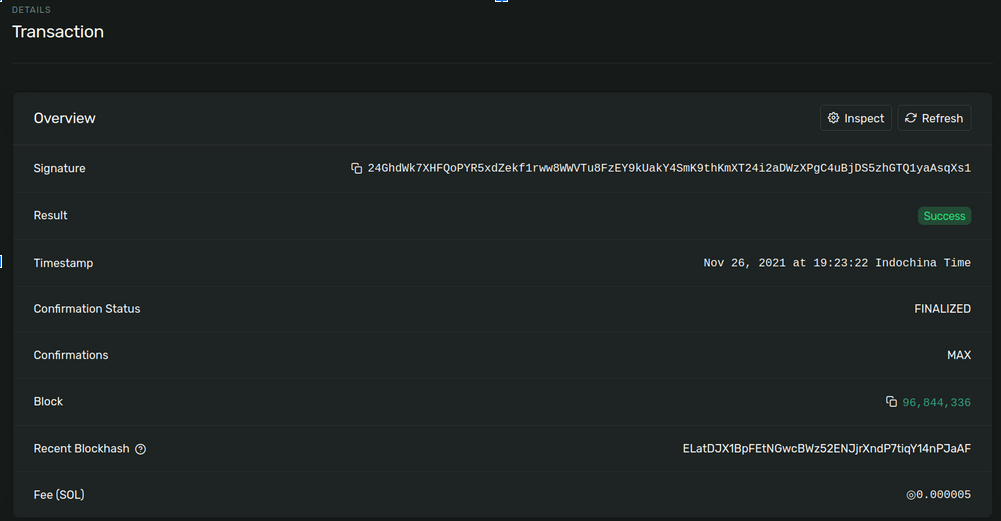 DETAILS
Transaction
Overview
Inspect
Refresh
Signature 24GhdWk7XHFQoPYR5xdZekf1rww8WWVTu8FzEY9kUakY4SmK9thKmXT24i2aDWzXPgC4uBjDS5zhGTQ1yaAsqXs1
Result Success
Timestamp Nov 26, 2021 at 19:23:22 Indochina Time
Confirmation Status FINALIZED
Confirmations MAX
Block 96,844,336
Recent Blockhash ELatDJX1BpFEtNGwcBWz52ENJjrXndP7tiqY14nPJaAF
Fee (SOL) ◎0.000005